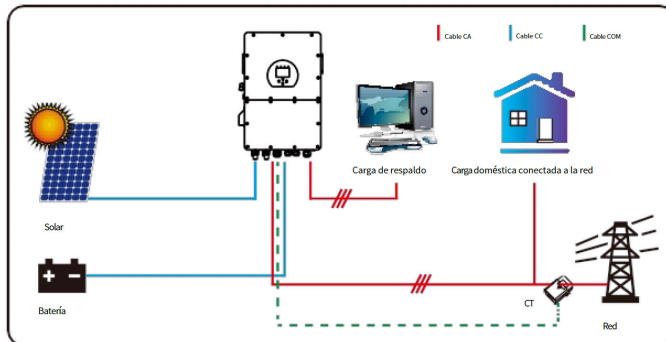 Cable CA
Cable CC
Cable COM
Carga de respaldo
Carga doméstica conectada a la red
Solar
Batería
CT
Red